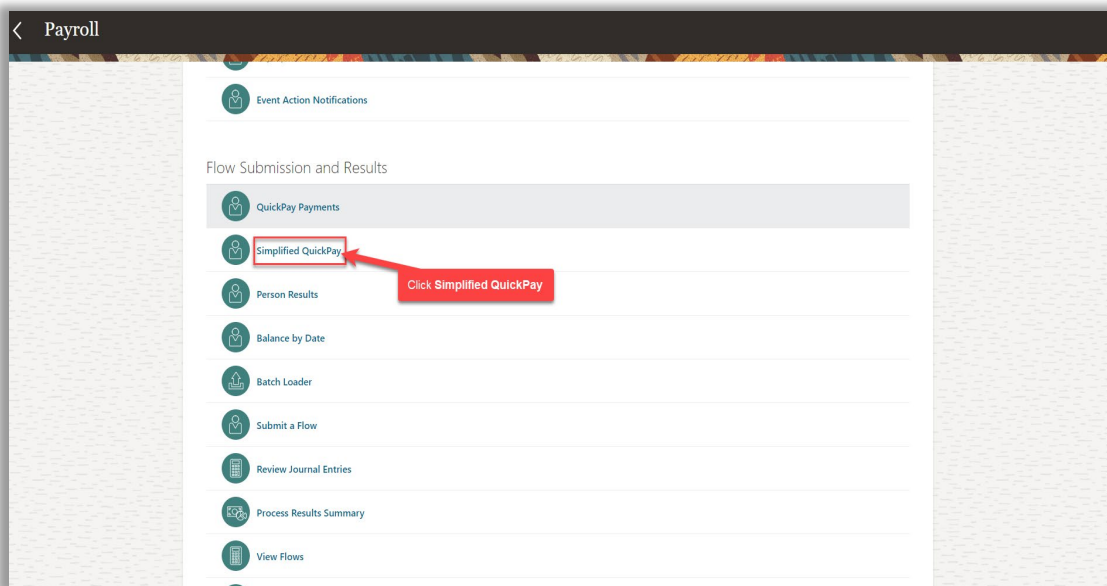 Payroll
Event Action Notifications
Flow Submission and Results
QuickPay Payments
Simplified QuickPay
Click Simplified QuickPay
Person Results
Balance by Date
Batch Loader
Submit a Flow
Review Journal Entries
Process Results Summary
View Flows